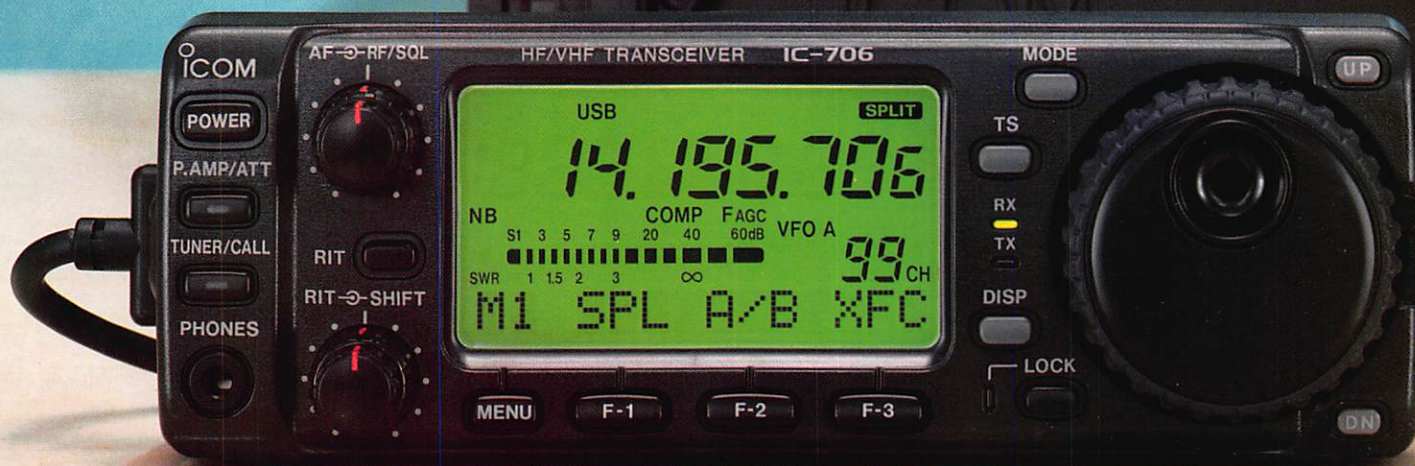 ICOM
AF RF/SQL
HF/VHF TRANSCEIVER IC-706
MODE
UP
POWER
USB SPLIT
TS
14.195.706
P.AMP/ATT
NB COMP FAGC VFO A
RX
S1 3 5 7 9 20 40 60dB
TUNER/CALL
RIT
99 CH
TX
SWR 1 1.5 2 3 ∞
RIT SHIFT
DISP
M1 SPL A/B XFC
PHONES
LOCK
MENU F-1 F-2 F-3
DN